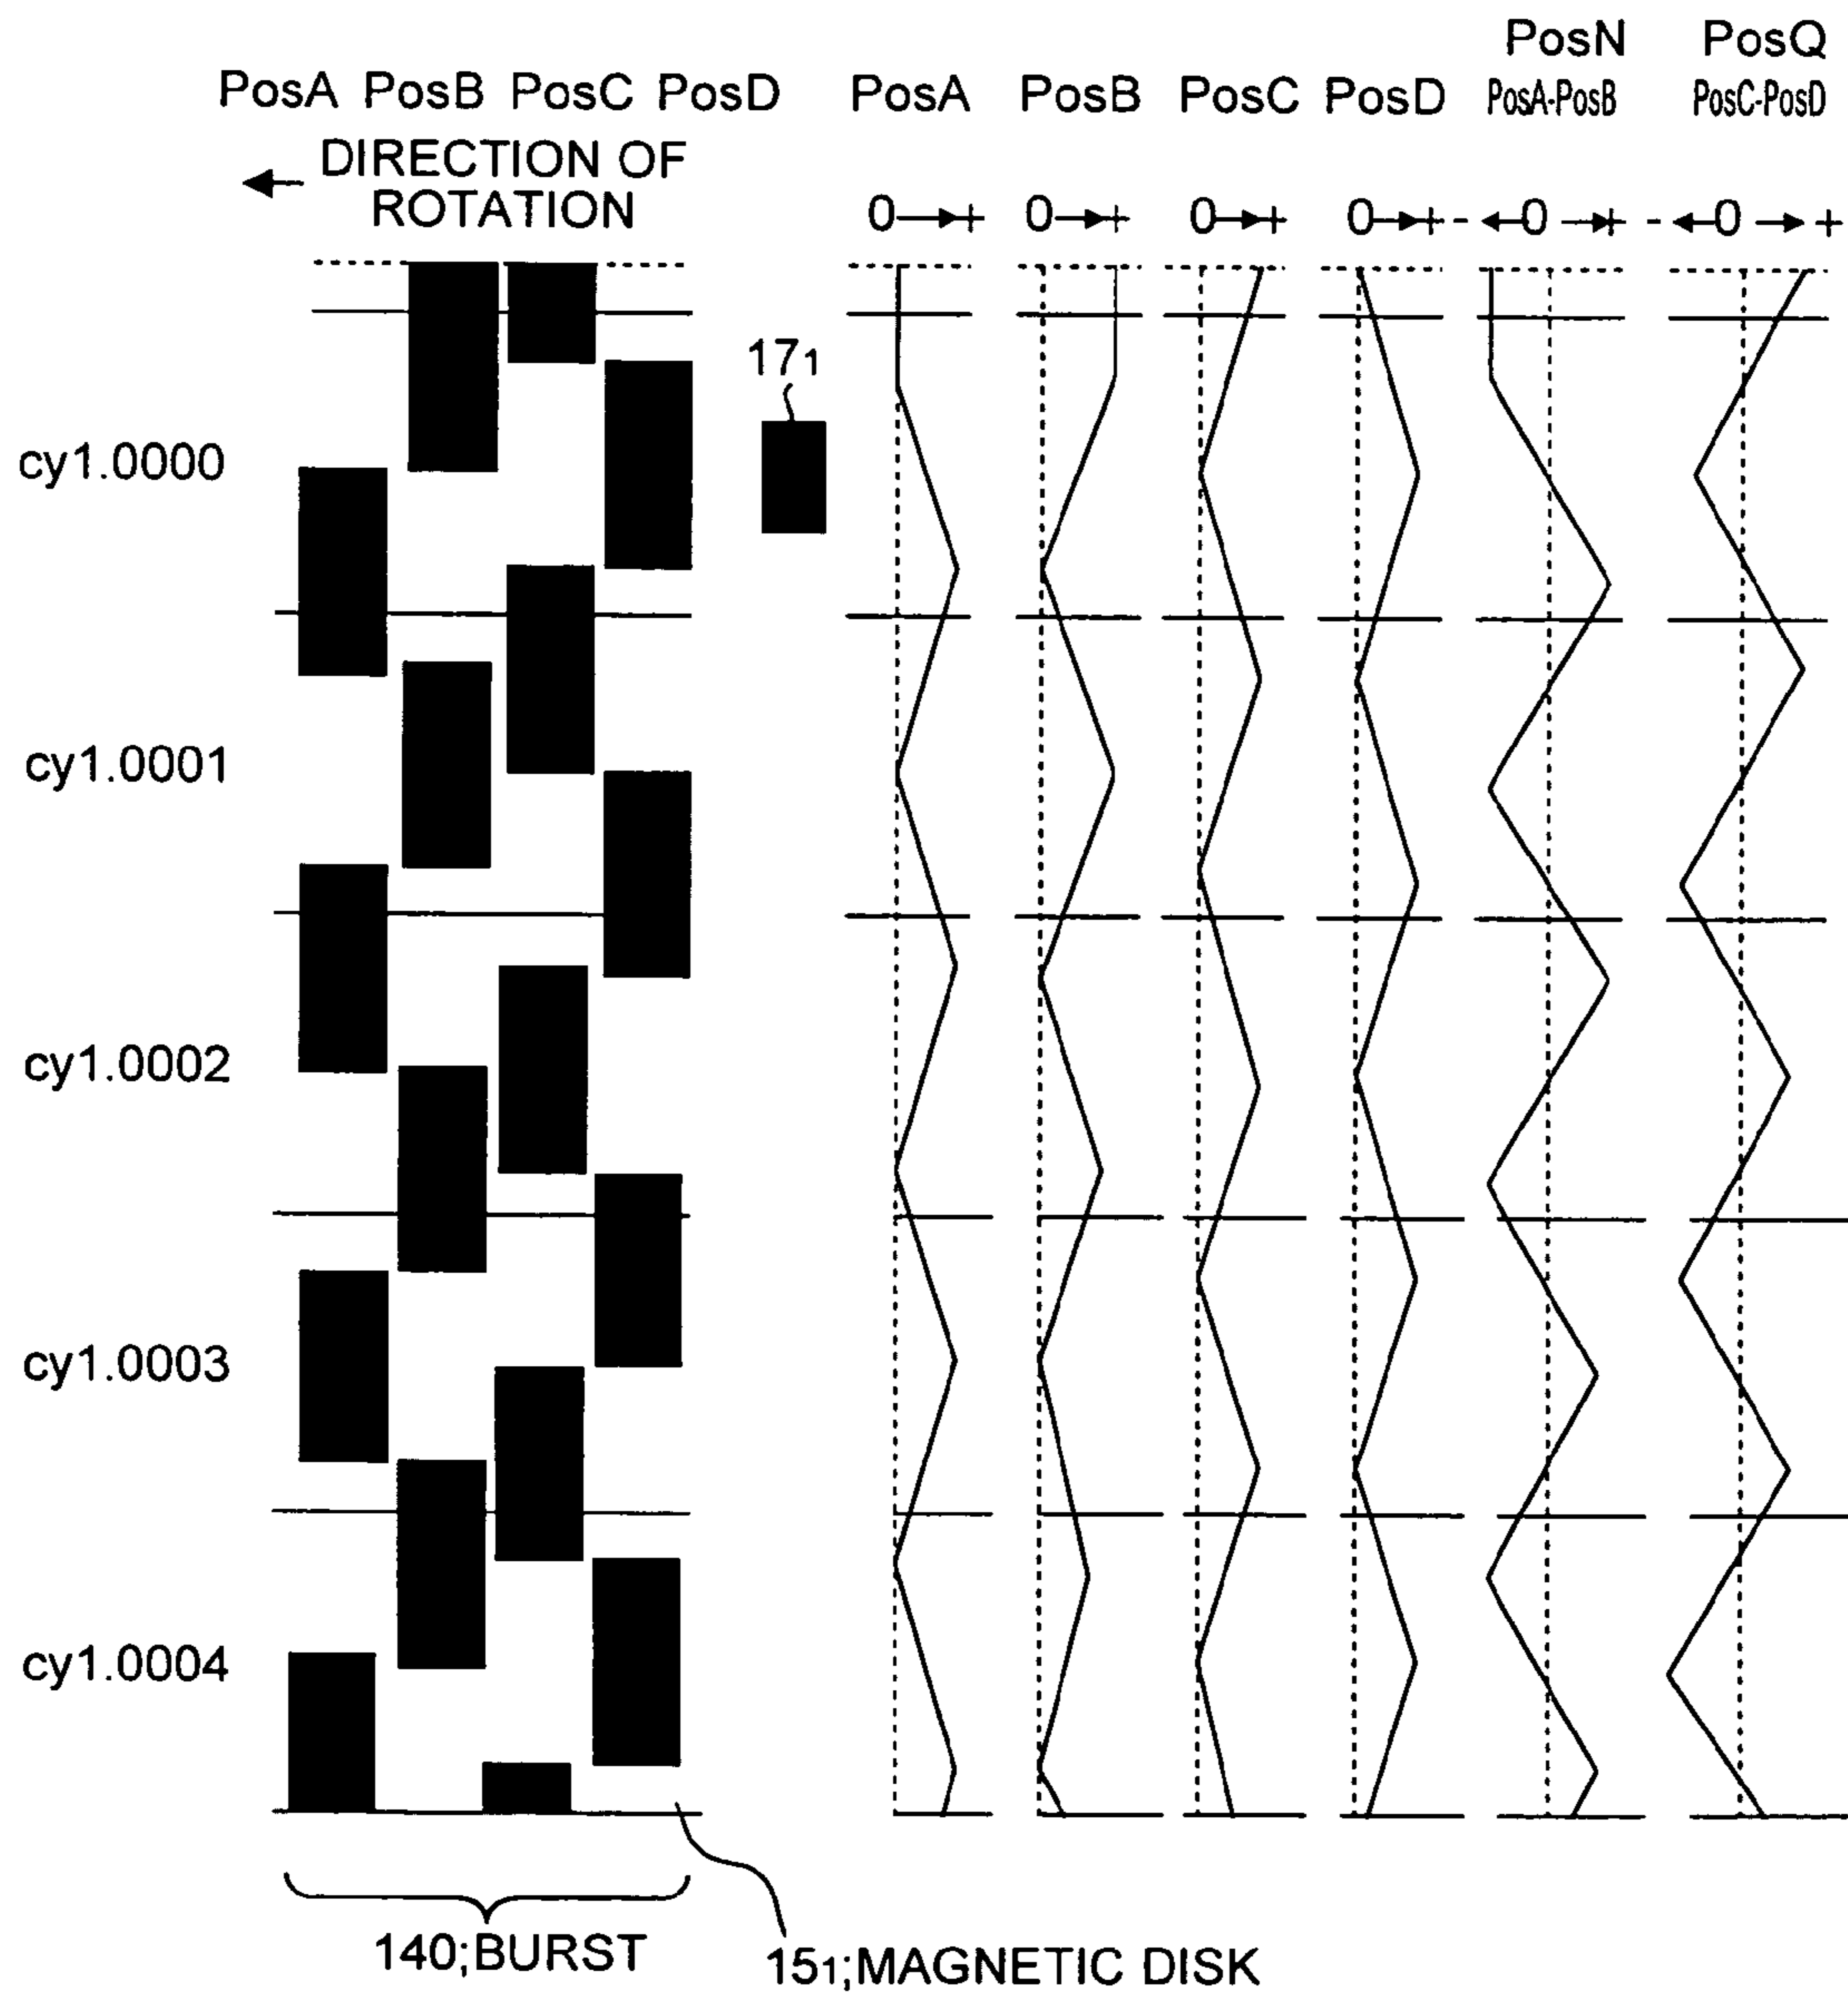 PosN PosQ
PosA PosB PosC PosD PosA PosB PosC PosD PosA-PosB PosC-PosD
DIRECTION OF
ROTATION
0 + 0 + 0 + 0 + - 0 + - 0 +
171
cy1.0000
cy1.0001
cy1.0002
cy1.0003
cy1.0004
140;BURST
151;MAGNETIC DISK